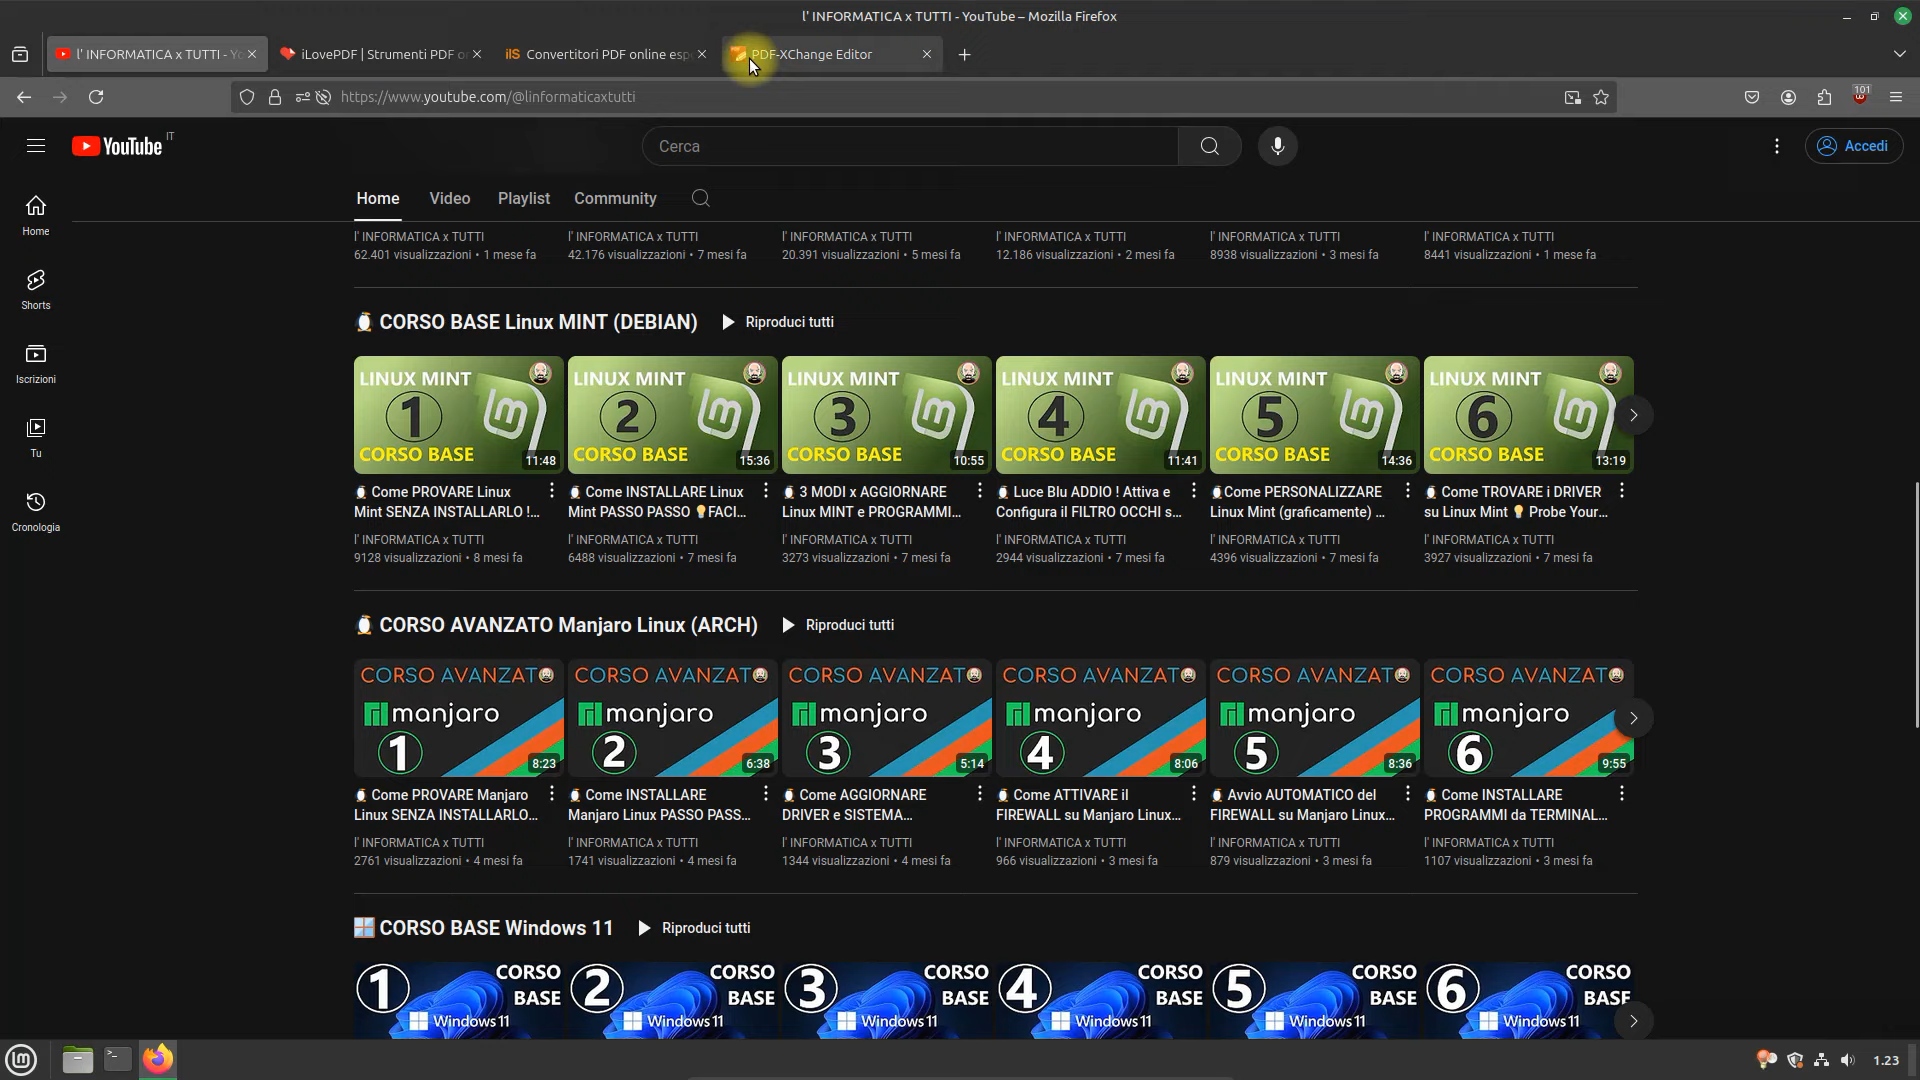 l' INFORMATICA x TUTTI - YouTube – Mozilla Firefox
l' INFORMATICA x TUTTI - Yo
iLovePDF | Strumenti PDF o
iIS Convertitori PDF online esp
PDF-XChange Editor
https://www.youtube.com/@linformaticaxtutti
101
YouTube IT
Cerca
Accedi
Home
Shorts
Iscrizioni
Tu
Cronologia
Home Video Playlist Community
l' INFORMATICA x TUTTI
62.401 visualizzazioni • 1 mese fa
l' INFORMATICA x TUTTI
42.176 visualizzazioni • 7 mesi fa
l' INFORMATICA x TUTTI
20.391 visualizzazioni • 5 mesi fa
l' INFORMATICA x TUTTI
12.186 visualizzazioni • 2 mesi fa
l' INFORMATICA x TUTTI
8938 visualizzazioni • 3 mesi fa
l' INFORMATICA x TUTTI
8441 visualizzazioni • 1 mese fa
CORSO BASE Linux MINT (DEBIAN) Riproduci tutti
LINUX MINT
1
CORSO BASE
11:48
Come PROVARE Linux
Mint SENZA INSTALLARLO !...
l' INFORMATICA x TUTTI
9128 visualizzazioni • 8 mesi fa
LINUX MINT
2
CORSO BASE
15:36
Come INSTALLARE Linux
Mint PASSO PASSO 💡FACI...
l' INFORMATICA x TUTTI
6488 visualizzazioni • 7 mesi fa
LINUX MINT
3
CORSO BASE
10:55
3 MODI x AGGIORNARE
Linux MINT e PROGRAMMI...
l' INFORMATICA x TUTTI
3273 visualizzazioni • 7 mesi fa
LINUX MINT
4
CORSO BASE
11:41
Luce Blu ADDIO ! Attiva e
Configura il FILTRO OCCHI s...
l' INFORMATICA x TUTTI
2944 visualizzazioni • 7 mesi fa
LINUX MINT
5
CORSO BASE
14:36
Come PERSONALIZZARE
Linux Mint (graficamente) ...
l' INFORMATICA x TUTTI
4396 visualizzazioni • 7 mesi fa
LINUX MINT
6
CORSO BASE
13:19
Come TROVARE i DRIVER
su Linux Mint 💡 Probe Your...
l' INFORMATICA x TUTTI
3927 visualizzazioni • 7 mesi fa
CORSO AVANZATO Manjaro Linux (ARCH) Riproduci tutti
CORSO AVANZAT
manjaro
1
8:23
Come PROVARE Manjaro
Linux SENZA INSTALLARLO...
l' INFORMATICA x TUTTI
2761 visualizzazioni • 4 mesi fa
CORSO AVANZAT
manjaro
2
6:38
Come INSTALLARE
Manjaro Linux PASSO PASS...
l' INFORMATICA x TUTTI
1741 visualizzazioni • 4 mesi fa
CORSO AVANZAT
manjaro
3
5:14
Come AGGIORNARE
DRIVER e SISTEMA...
l' INFORMATICA x TUTTI
1344 visualizzazioni • 4 mesi fa
CORSO AVANZAT
manjaro
4
8:06
Come ATTIVARE il
FIREWALL su Manjaro Linux...
l' INFORMATICA x TUTTI
966 visualizzazioni • 3 mesi fa
CORSO AVANZAT
manjaro
5
8:36
Avvio AUTOMATICO del
FIREWALL su Manjaro Linux...
l' INFORMATICA x TUTTI
879 visualizzazioni • 3 mesi fa
CORSO AVANZAT
manjaro
6
9:55
Come INSTALLARE
PROGRAMMI da TERMINAL...
l' INFORMATICA x TUTTI
1107 visualizzazioni • 3 mesi fa
CORSO BASE Windows 11 Riproduci tutti
1 CORSO
BASE
Windows 11
2 CORSO
BASE
Windows 11
3 CORSO
BASE
Windows 11
4 CORSO
BASE
Windows 11
5 CORSO
BASE
Windows 11
6 CORSO
BASE
Windows 11
1.23